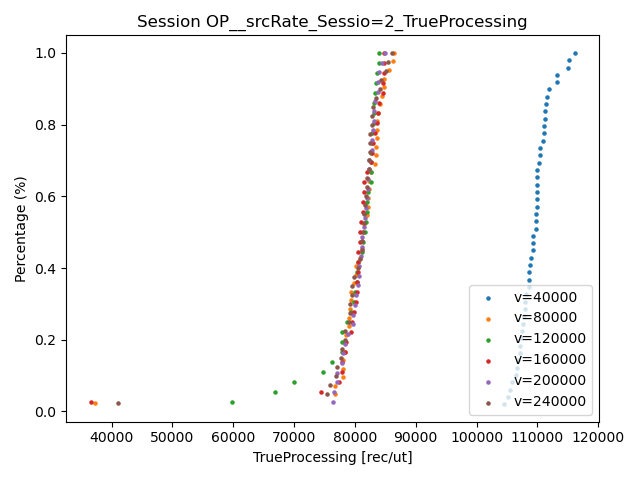 Session OP__srcRate_Sessio=2_TrueProcessing
1.0
0.8
0.6
0.4
0.2
0.0
Percentage (%)
v=40000
v=80000
v=120000
v=160000
v=200000
v=240000
40000 50000 60000 70000 80000 90000 100000 110000 120000
TrueProcessing [rec/ut]